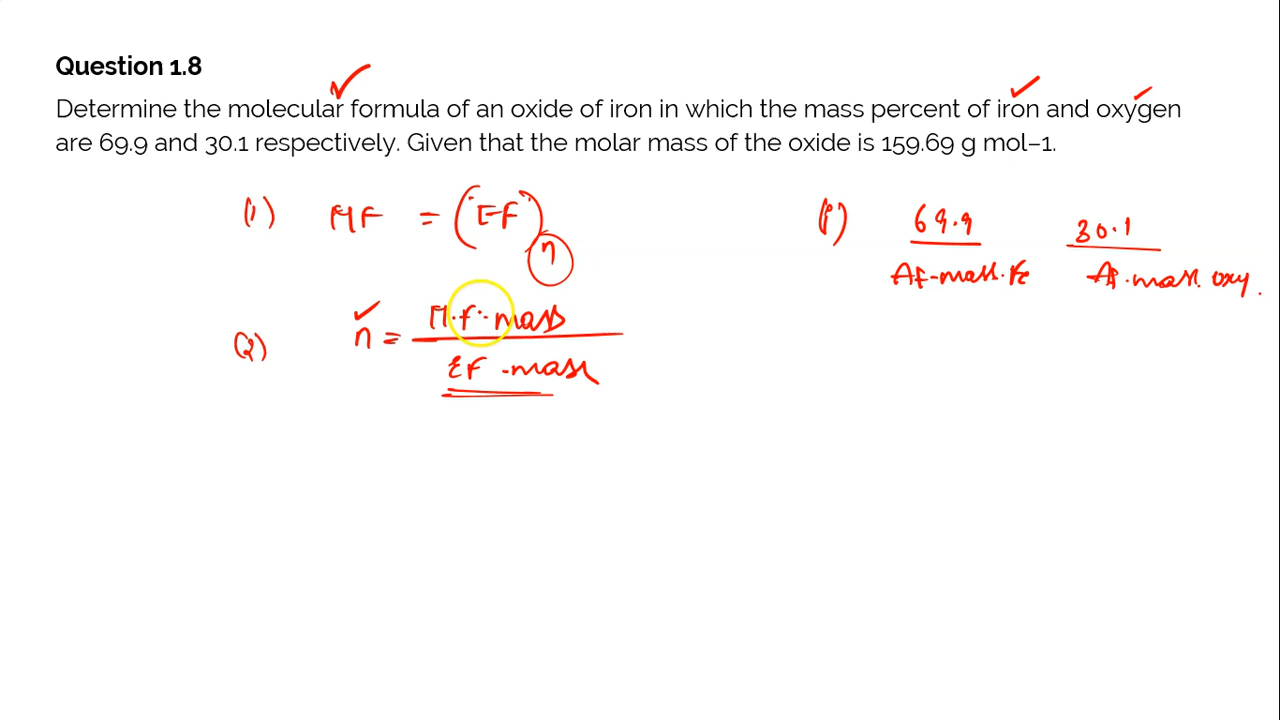 Question 1.8
Determine the molecular formula of an oxide of iron in which the mass percent of iron and oxygen
are 69.9 and 30.1 respectively. Given that the molar mass of the oxide is 159.69 g mol–1.
(1) MF = (EF)n
(2) n = M.F. mass / EF -mass
(1) 69.9 30.1
At-mass. Fe At.mass. oxy.